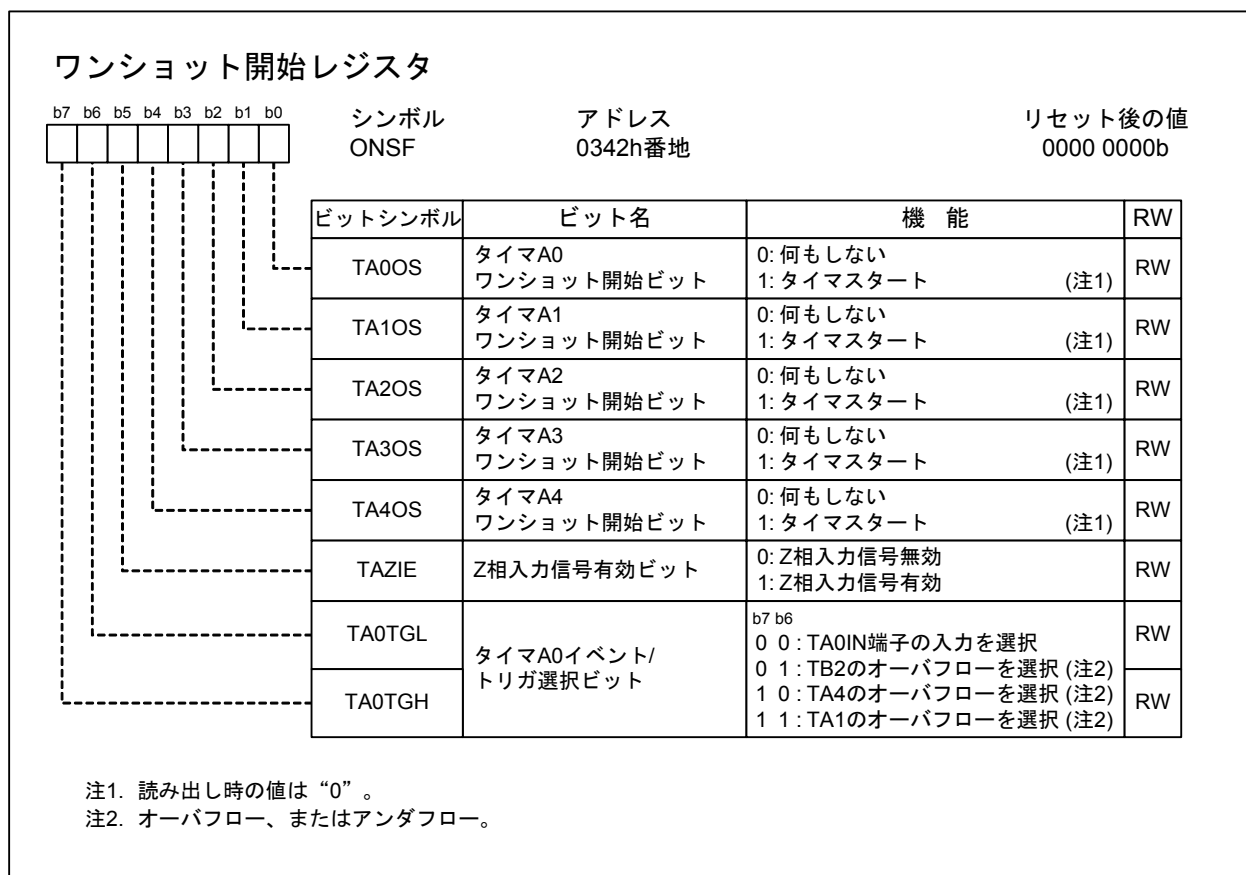 ワンショット開始レジスタ
b7 b6 b5 b4 b3 b2 b1 b0
シンボル アドレス リセット後の値
ONSF 0342h番地 0000 0000b
ビットシンボル ビット名 機 能 RW
TA0OS タイマA0 ワンショット開始ビット 0: 何もしない 1: タイマスタート (注1) RW
TA1OS タイマA1 ワンショット開始ビット 0: 何もしない 1: タイマスタート (注1) RW
TA2OS タイマA2 ワンショット開始ビット 0: 何もしない 1: タイマスタート (注1) RW
TA3OS タイマA3 ワンショット開始ビット 0: 何もしない 1: タイマスタート (注1) RW
TA4OS タイマA4 ワンショット開始ビット 0: 何もしない 1: タイマスタート (注1) RW
TAZIE Z相入力信号有効ビット 0: Z相入力信号無効 1: Z相入力信号有効 RW
TA0TGL タイマA0イベント/ トリガ選択ビット b7 b6 RW
0 0 : TA0IN端子の入力を選択
0 1 : TB2のオーバフローを選択 (注2)
TA0TGH 1 0 : TA4のオーバフローを選択 (注2) RW
1 1 : TA1のオーバフローを選択 (注2)
注1. 読み出し時の値は“0”。
注2. オーバフロー、またはアンダフロー。